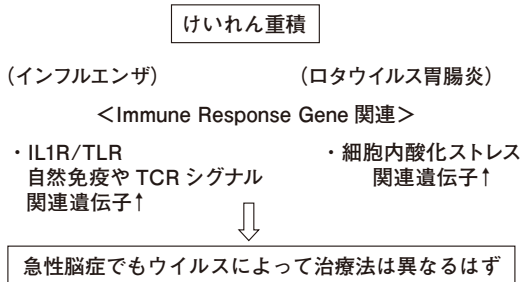 けいれん重積
（インフルエンザ）　（ロタウイルス胃腸炎）
＜Immune Response Gene 関連＞
・IL1R/TLR
自然免疫や TCR シグナル
関連遺伝子↑
・細胞内酸化ストレス
関連遺伝子↑
急性脳症でもウイルスによって治療法は異なるはず